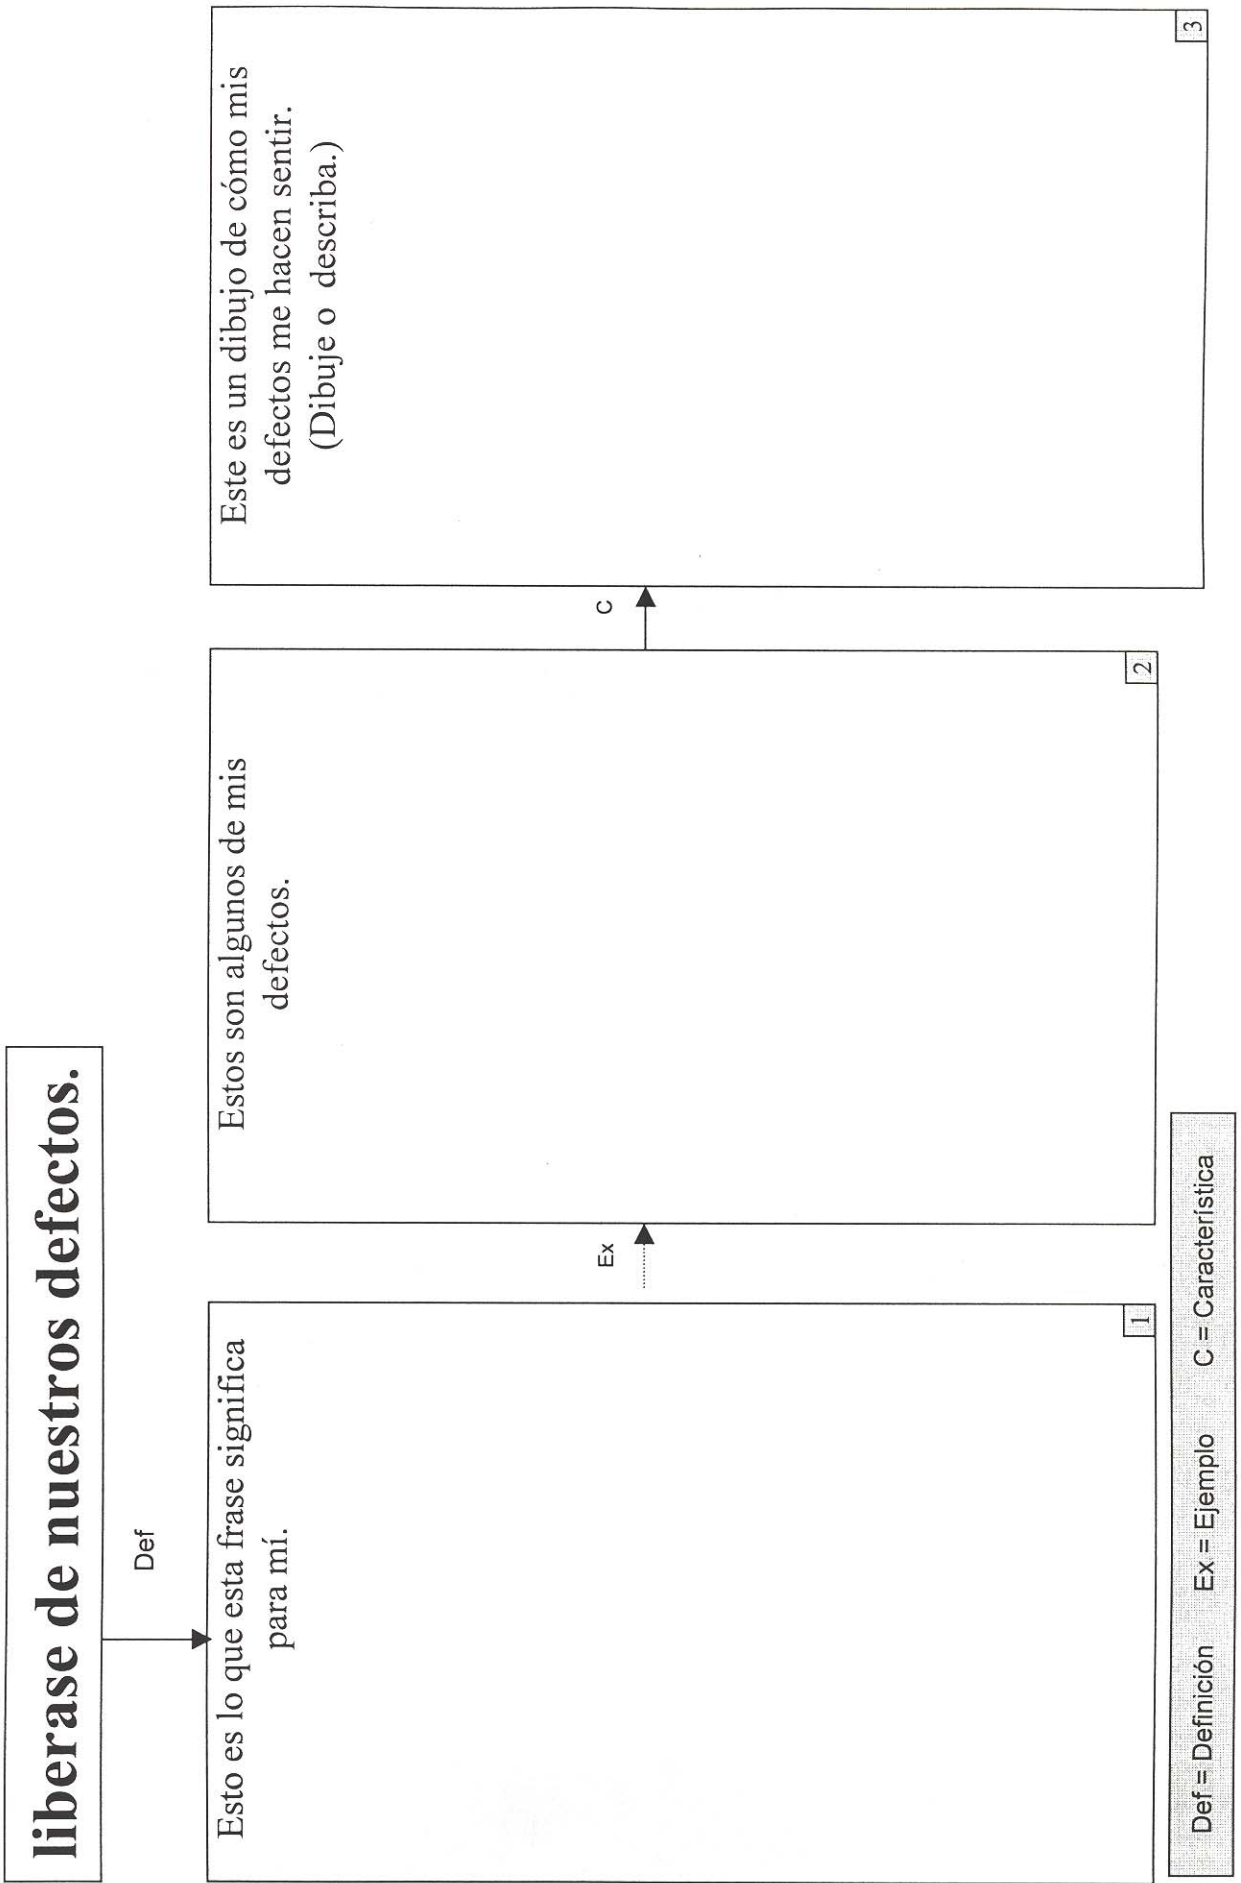 liberase de nuestros defectos.
Def
Esto es lo que esta frase significa
para mí.
1
Ex
Estos son algunos de mis
defectos.
2
C
Este es un dibujo de cómo mis
defectos me hacen sentir.
(Dibuje o describa.)
3
Def = Definición Ex = Ejemplo C = Característica